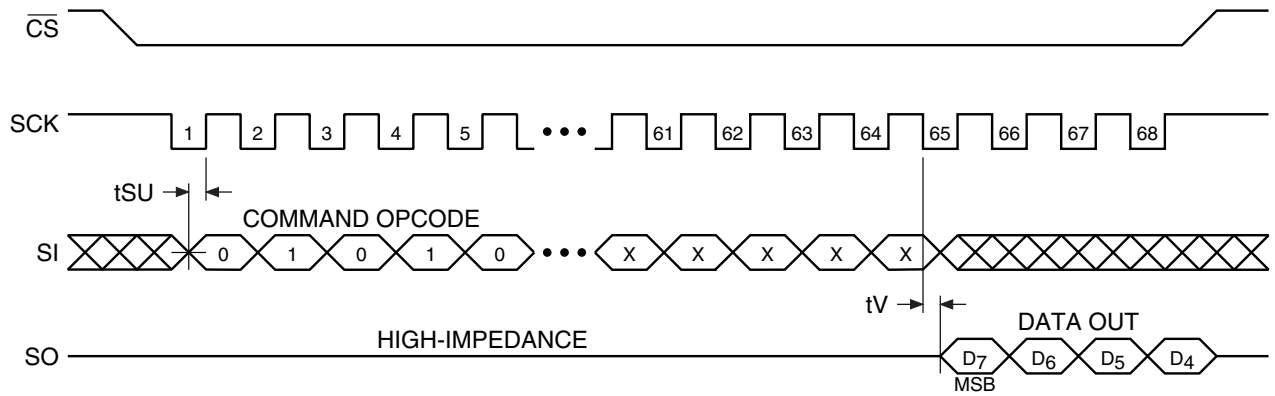 CS
SCK 1 2 3 4 5 ••• 61 62 63 64 65 66 67 68
tSU
COMMAND OPCODE
SI 0 1 0 1 0 ••• X X X X X
tV
HIGH-IMPEDANCE
DATA OUT
SO D7 D6 D5 D4
MSB